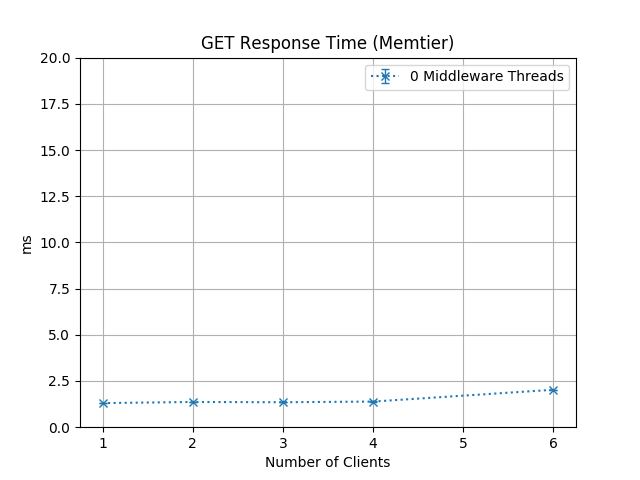 GET Response Time (Memtier)
0 Middleware Threads
20.0
17.5
15.0
12.5
10.0
7.5
5.0
2.5
0.0
ms
1 2 3 4 5 6
Number of Clients